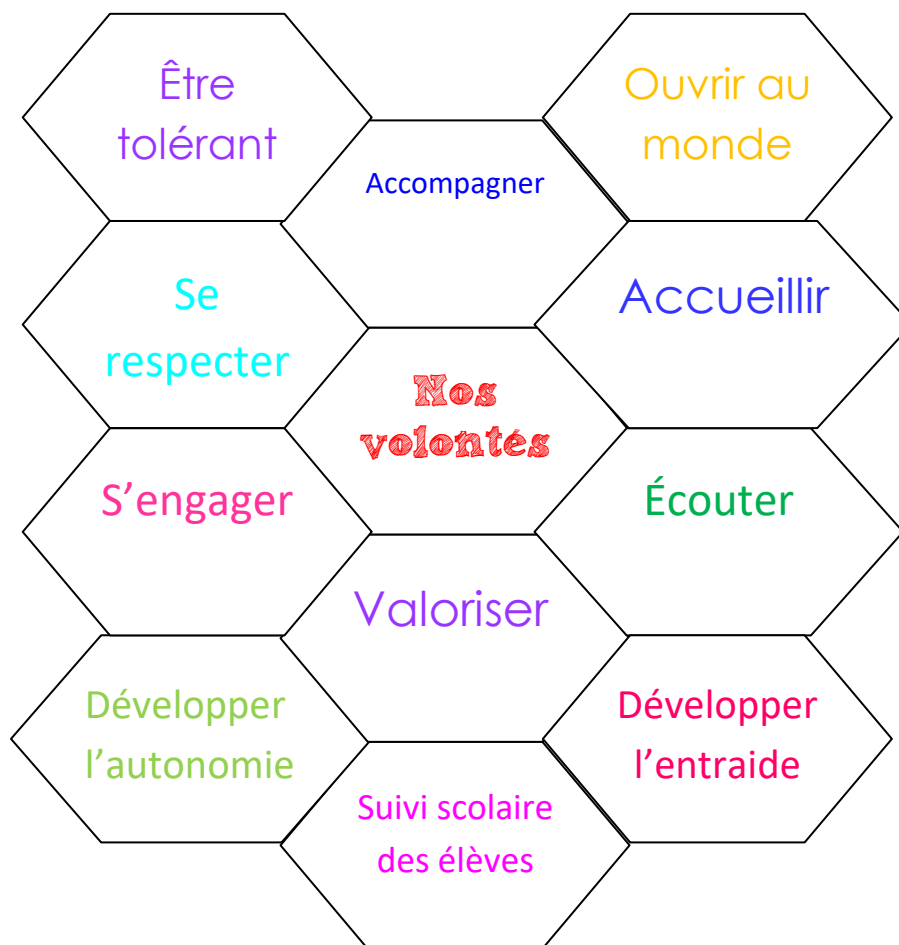 Être
tolérant
Ouvrir au
monde
Accompagner
Se
respecter
Accueillir
Nos
volontés
S’engager
Écouter
Valoriser
Développer
l’autonomie
Développer
l’entraide
Suivi scolaire
des élèves